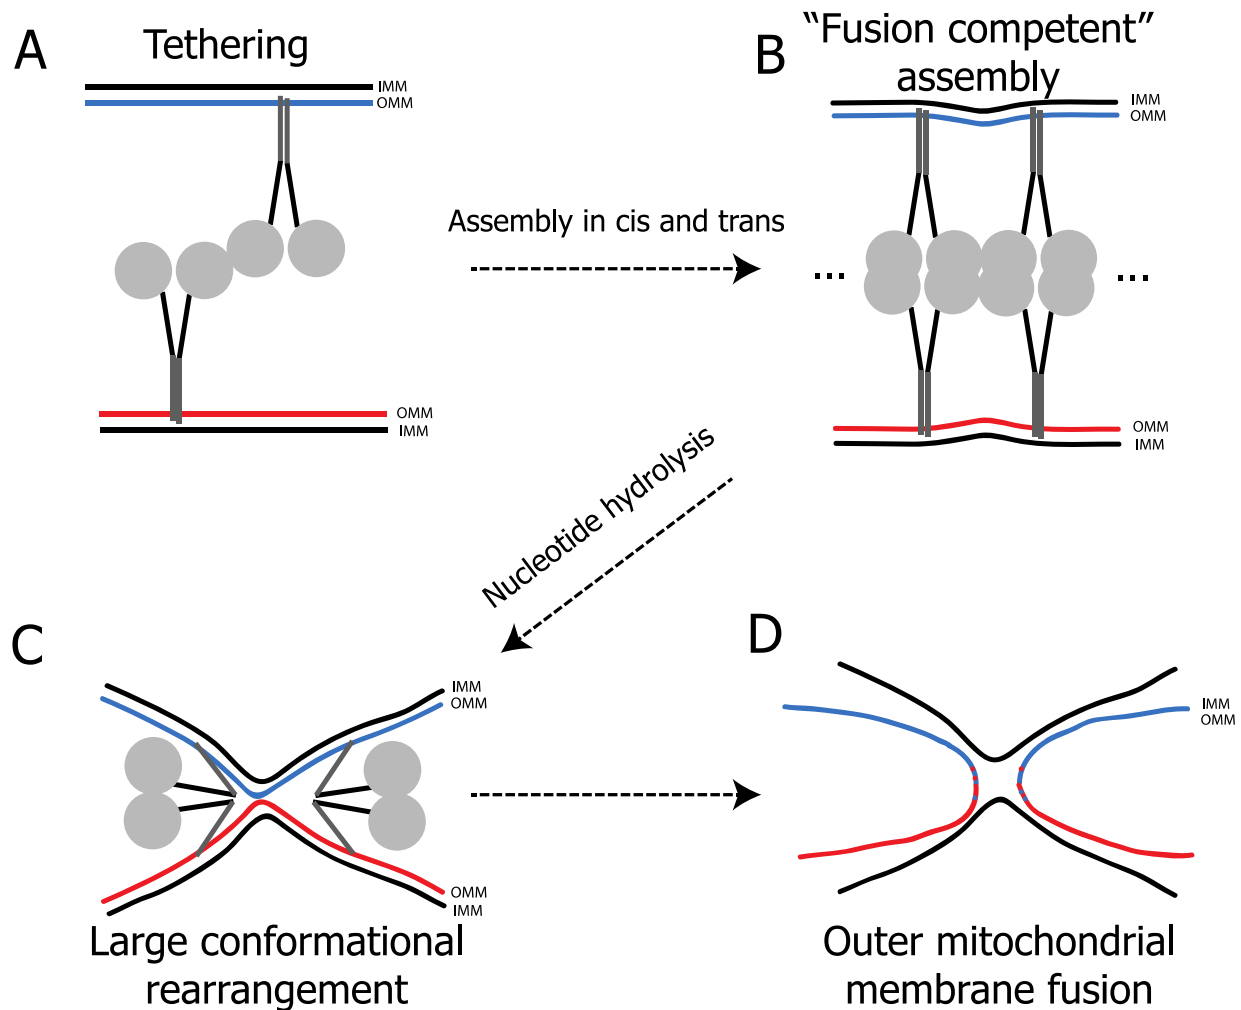 A
Tethering
IMM
OMM
OMM
IMM
Assembly in cis and trans
B
“Fusion competent”
assembly
IMM
OMM
...
...
OMM
IMM
Nucleotide hydrolysis
C
IMM
OMM
OMM
IMM
Large conformational
rearrangement
D
IMM
OMM
Outer mitochondrial
membrane fusion